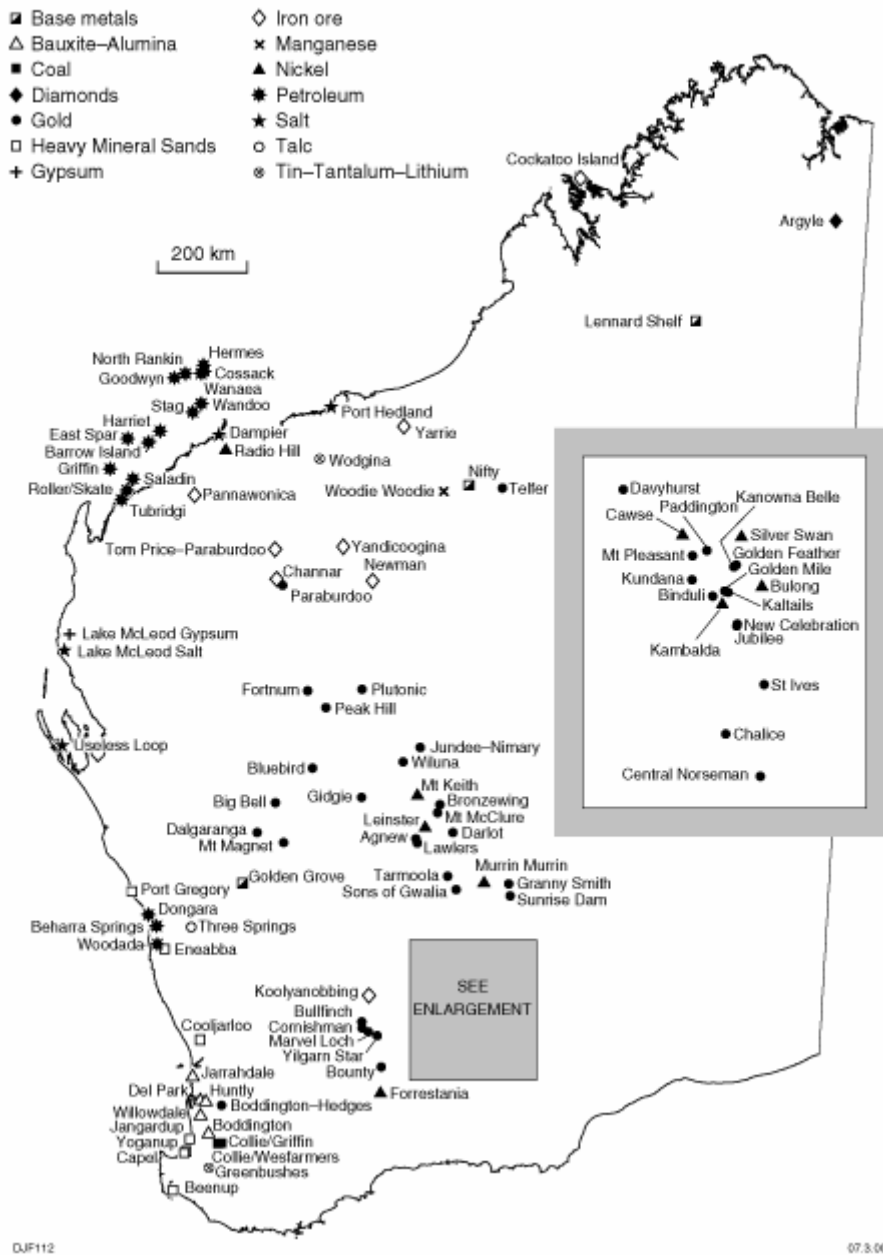 Base metals
Bauxite–Alumina
Coal
Diamonds
Gold
Heavy Mineral Sands
Gypsum
Iron ore
Manganese
Nickel
Petroleum
Salt
Talc
Tin–Tantalum–Lithium
200 km
Cockatoo Island
Argyle
Lennard Shelf
Hermes
North Rankin
Cossack
Goodwyn
Wanaea
Stag
Wandoo
Port Hedland
Harriet
Yarrie
East Spar
Dampier
Barrow Island
Radio Hill
Wodgina
Griffin
Nifty
Saladin
Roller/Skate
Pannawonica
Woodie Woodie
Telfer
Tubridgi
Tom Price–Paraburdoo
Yandicoogina
Newman
Channar
Paraburdoo
Lake McLeod Gypsum
Lake McLeod Salt
Fortnum
Plutonic
Peak Hill
Useless Loop
Jundee–Nimary
Wiluna
Bluebird
Mt Keith
Big Bell
Gidgie
Bronzewing
Mt McClure
Leinster
Dalgaranga
Agnew
Darlot
Mt Magnet
Lawlers
Murrin Murrin
Golden Grove
Tarmoola
Granny Smith
Port Gregory
Sons of Gwalia
Sunrise Dam
Dongara
Beharra Springs
Three Springs
Woodada
Eneabba
Koolyanobbing
SEE
ENLARGEMENT
Bullfinch
Cooljarloo
Cornishman
Marvel Loch
Yilgarn Star
Bounty
Jarrahdale
Del Park
Huntly
Forrestania
Willowdale
Boddington–Hedges
Jangardup
Boddington
Yoganup
Collie/Griffin
Capel
Collie/Wesfarmers
Greenbushes
Beenup
Davyhurst
Kanowna Belle
Paddington
Cawse
Silver Swan
Mt Pleasant
Golden Feather
Golden Mile
Kundana
Bulong
Binduli
Kaltails
New Celebration
Jubilee
Kambalda
St Ives
Chalice
Central Norseman
DJF112